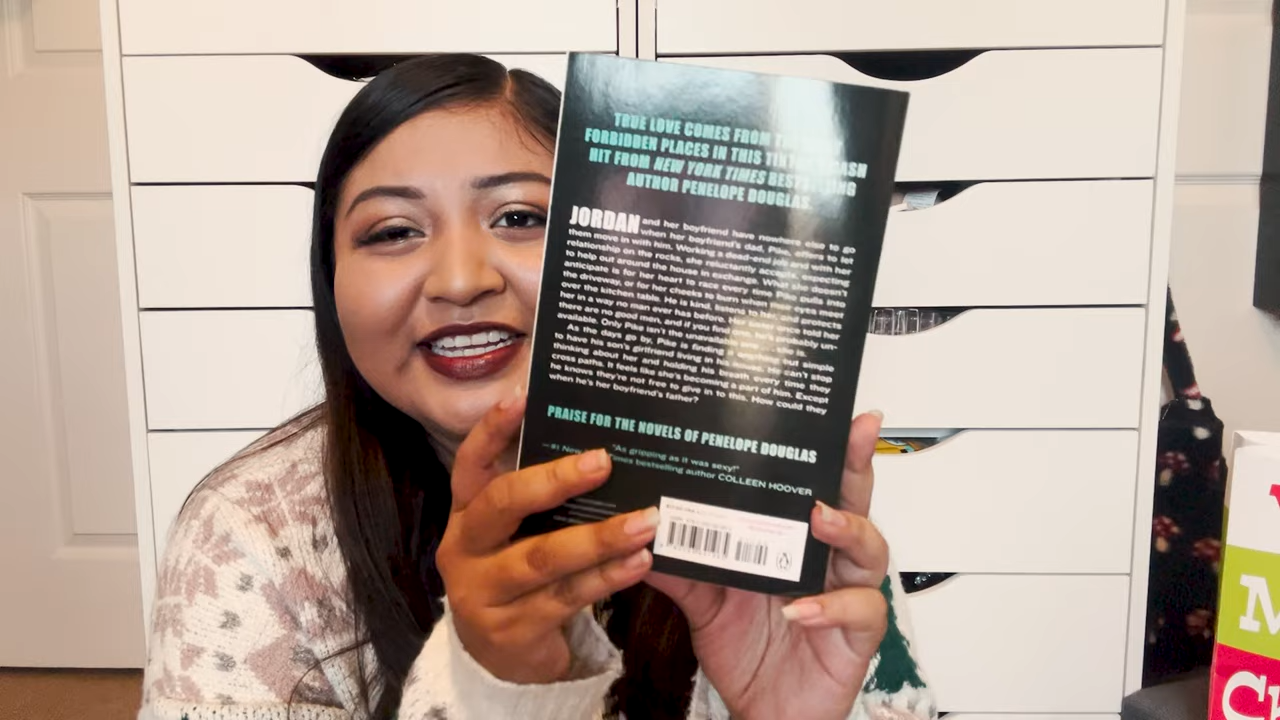 TRUE LOVE COMES FROM
FORBIDDEN PLACES IN THIS
HIT FROM NEW YORK TIMES
AUTHOR PENELOPE DOUGLAS.
JORDAN and her boyfriend have nowhere else to go
when her boyfriend's dad, Pike, offers to let
them move in with him. Working a dead-end job and with her
relationship on the rocks, she reluctantly accepts, expecting
to help out around the house in exchange. What she doesn't
anticipate is for her heart to race every time Pike pulls into
the driveway, or for her cheeks to burn when their eyes meet
over the kitchen table. He is kind, listens to her, and protects
her in a way no man ever has before. Her sister once told her
there are no good men, and if you find one, he's probably un-
available. Only Pike isn't the unavailable one, she is.
As the days go by, Pike is finding it anything but simple
to have his son's girlfriend living in his house. He can't stop
thinking about her and holding his breath every time they
cross paths. It feels like she's becoming a part of him. Except
he knows they're not free to give in to this. How could they
when he's her boyfriend's father?
PRAISE FOR THE NOVELS OF PENELOPE DOUGLAS
"As gripping as it was sexy!"
—#1 New Times bestselling author COLLEEN HOOVER
M